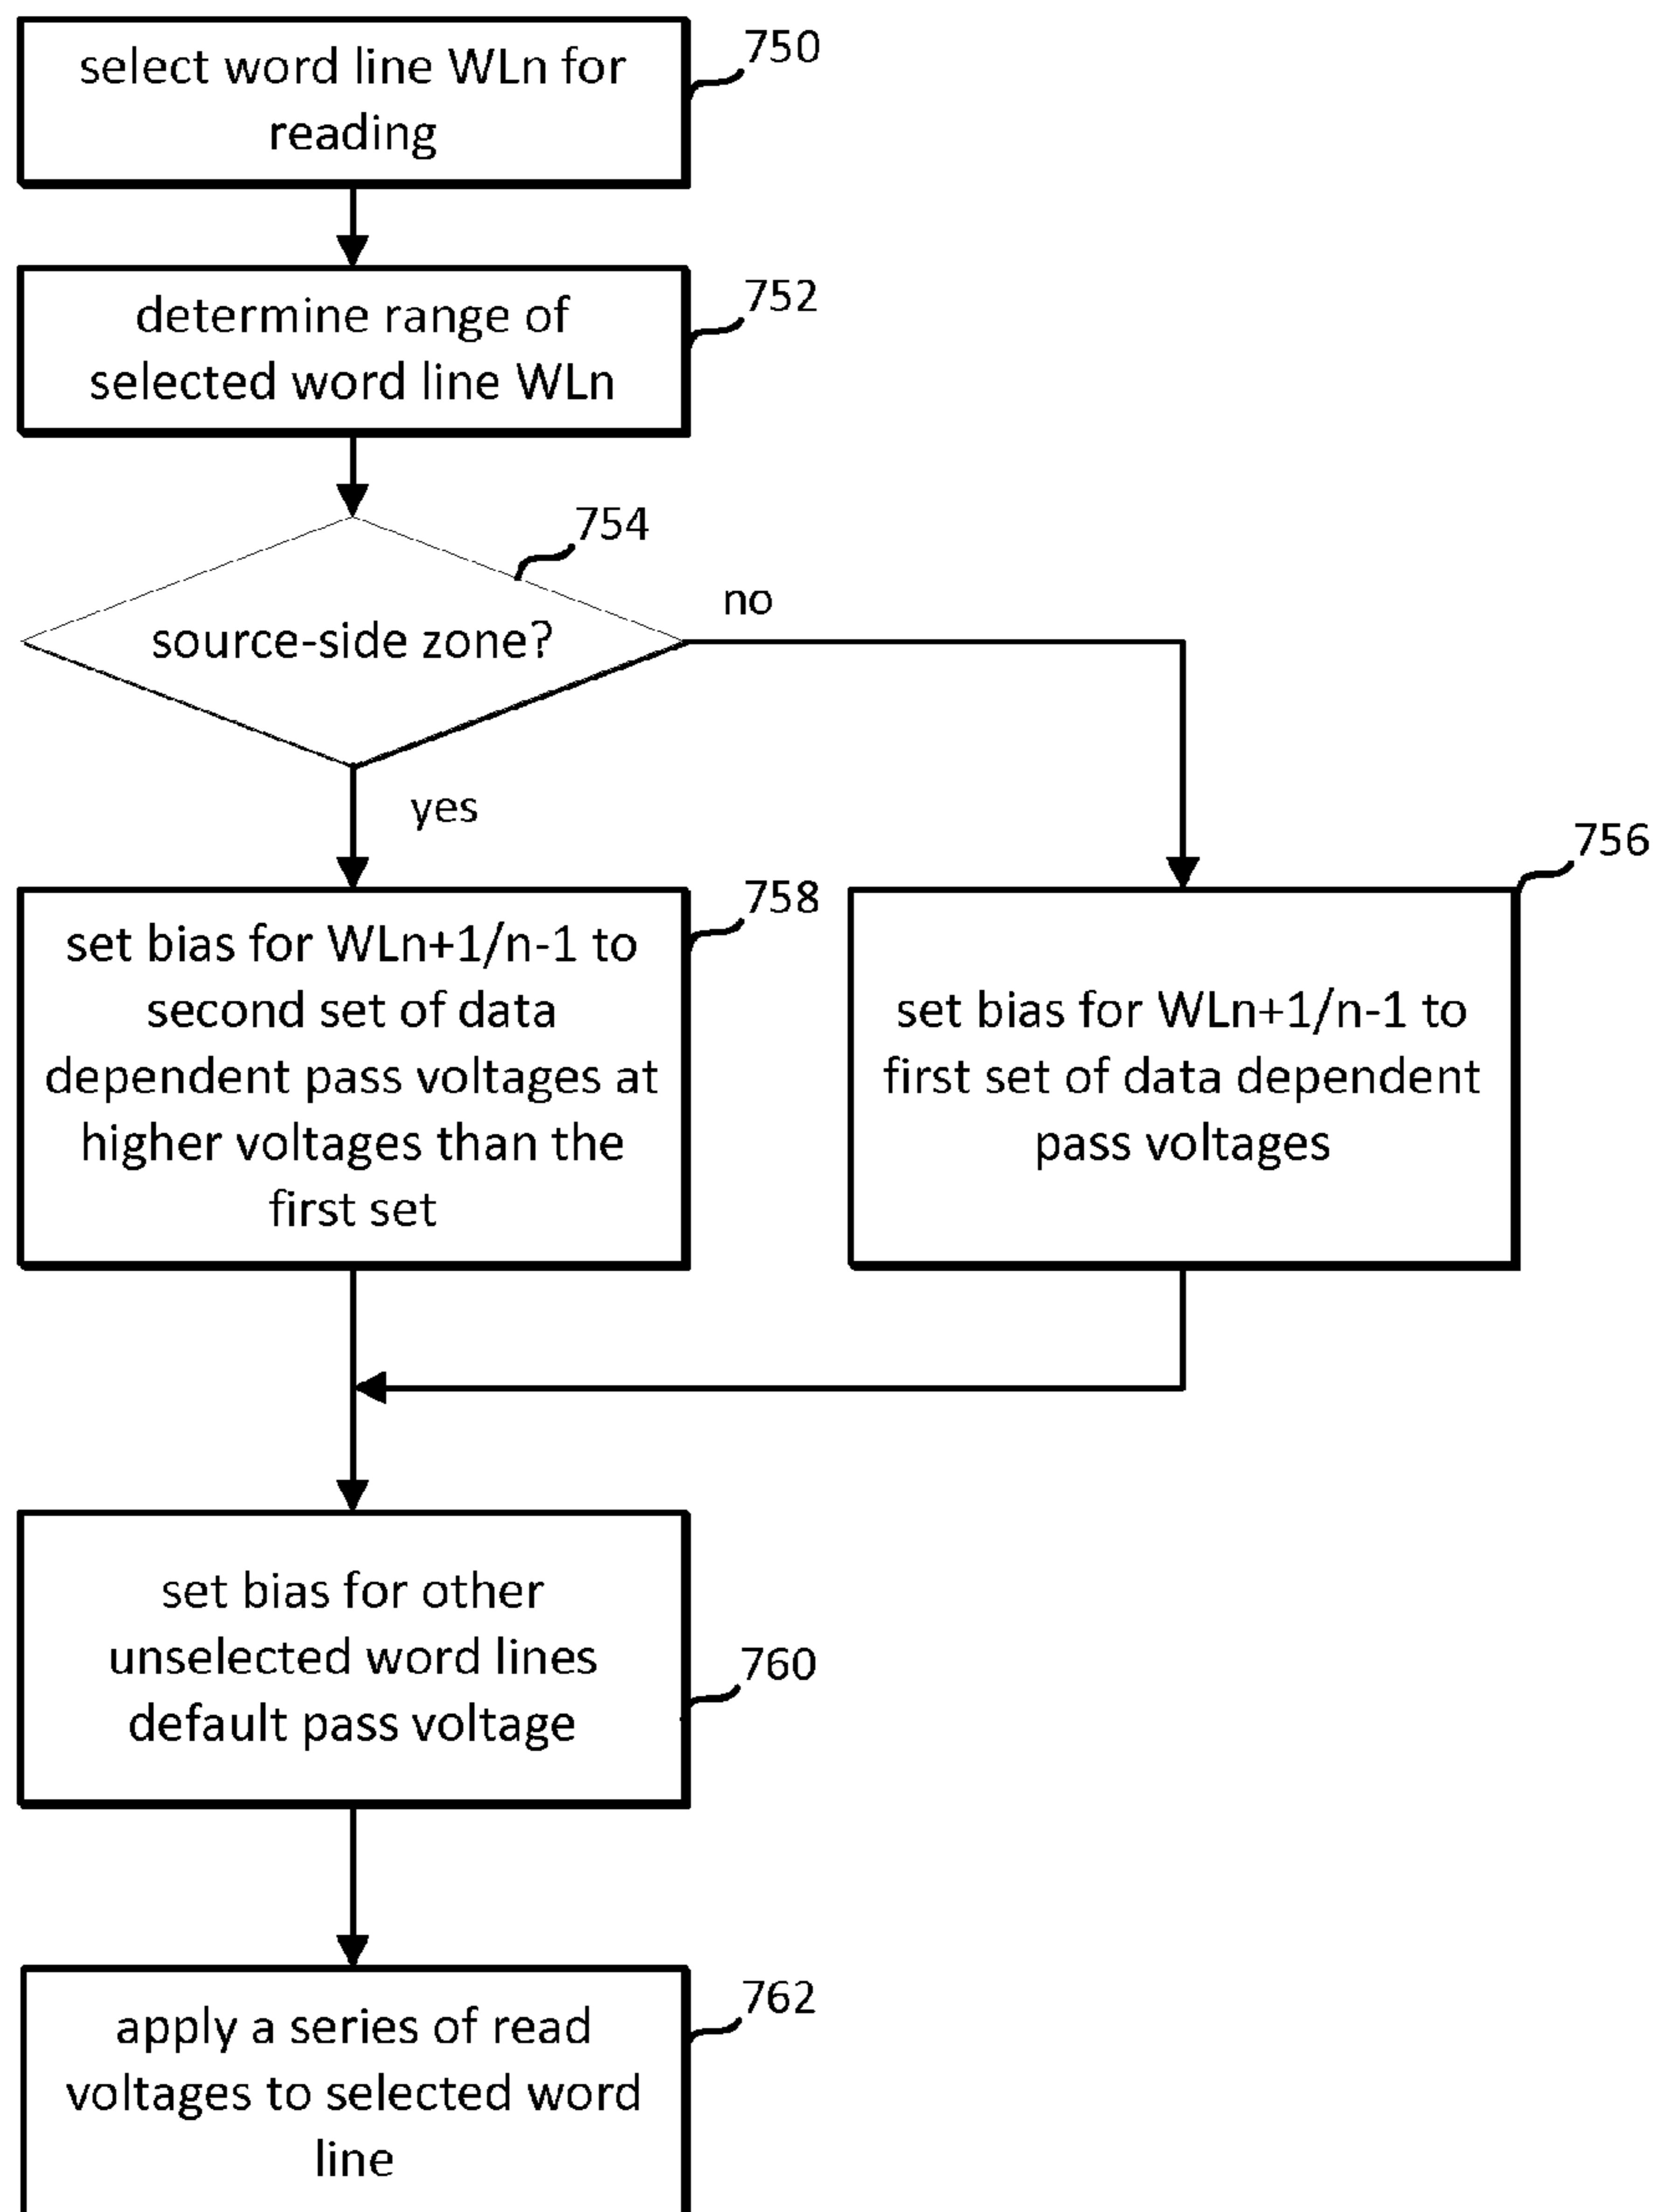 select word line WLn for
reading
750
determine range of
selected word line WLn
752
754
source-side zone?
no
yes
758
set bias for WLn+1/n-1 to
second set of data
dependent pass voltages at
higher voltages than the
first set
756
set bias for WLn+1/n-1 to
first set of data dependent
pass voltages
set bias for other
unselected word lines
default pass voltage
760
apply a series of read
voltages to selected word
line
762